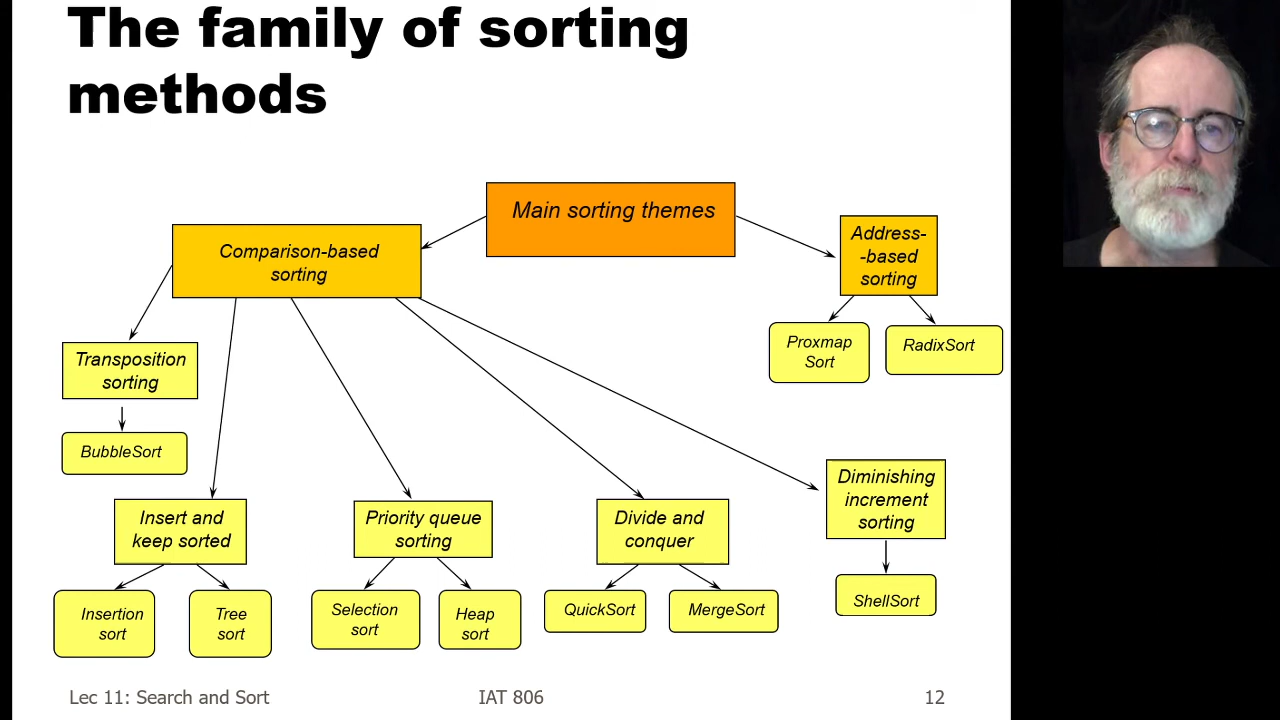 The family of sorting
methods
Main sorting themes
Comparison-based
sorting
Address-
-based
sorting
Proxmap
Sort
RadixSort
Transposition
sorting
BubbleSort
Insert and
keep sorted
Priority queue
sorting
Divide and
conquer
Diminishing
increment
sorting
Insertion
sort
Tree
sort
Selection
sort
Heap
sort
QuickSort
MergeSort
ShellSort
Lec 11: Search and Sort
IAT 806
12